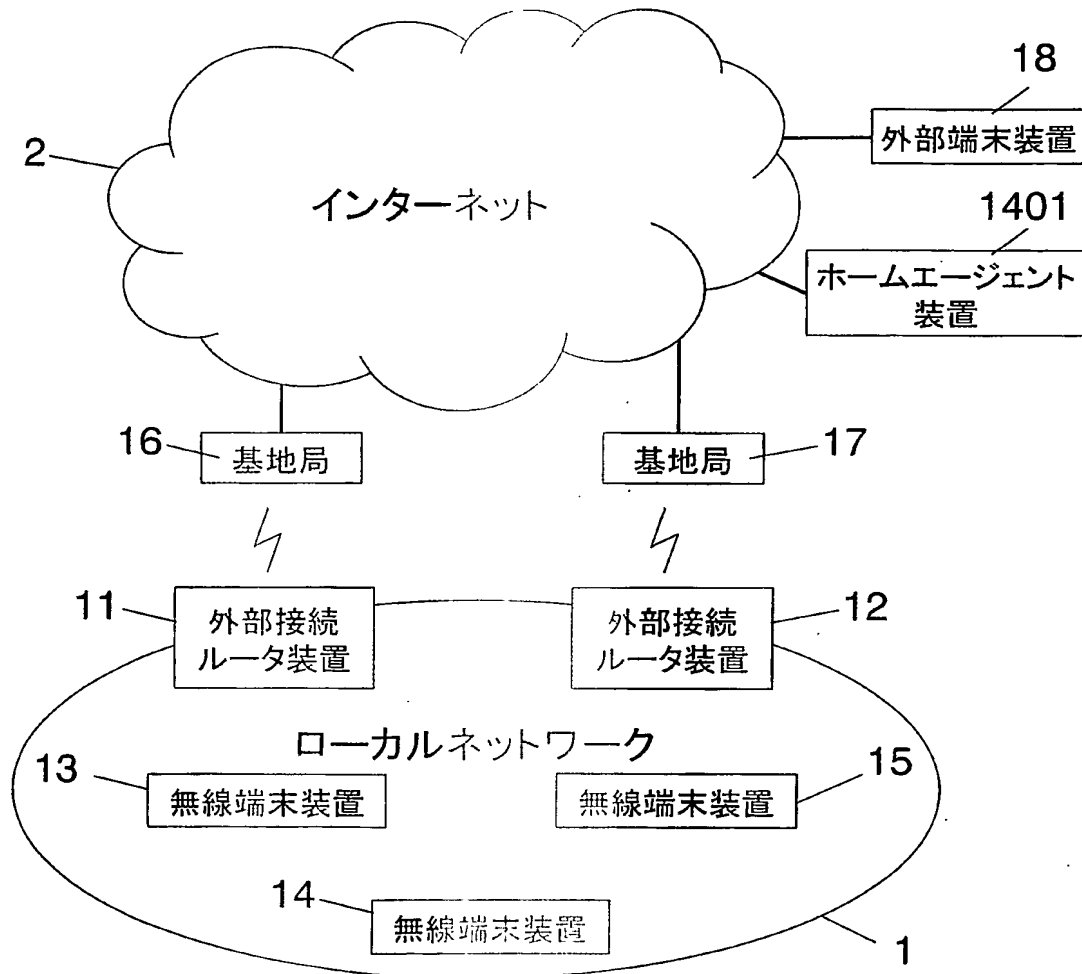 18
外部端末装置
2
インターネット
1401
ホームエージェント
装置
16
基地局
17
基地局
11
外部接続
ルータ装置
12
外部接続
ルータ装置
ローカルネットワーク
13
無線端末装置
15
無線端末装置
14
無線端末装置
1